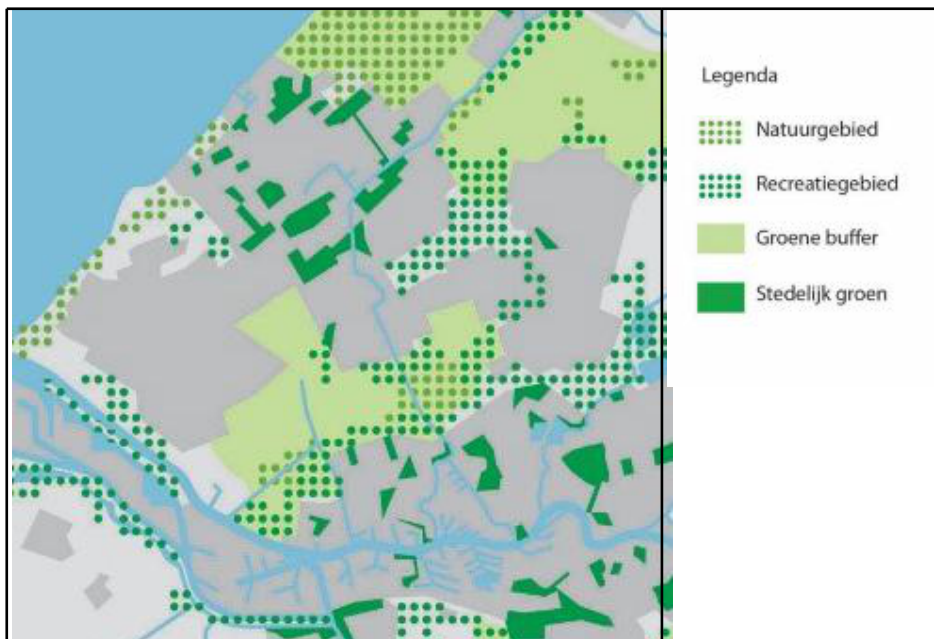 Legenda
Natuurgebied
Recreatiegebied
Groene buffer
Stedelijk groen